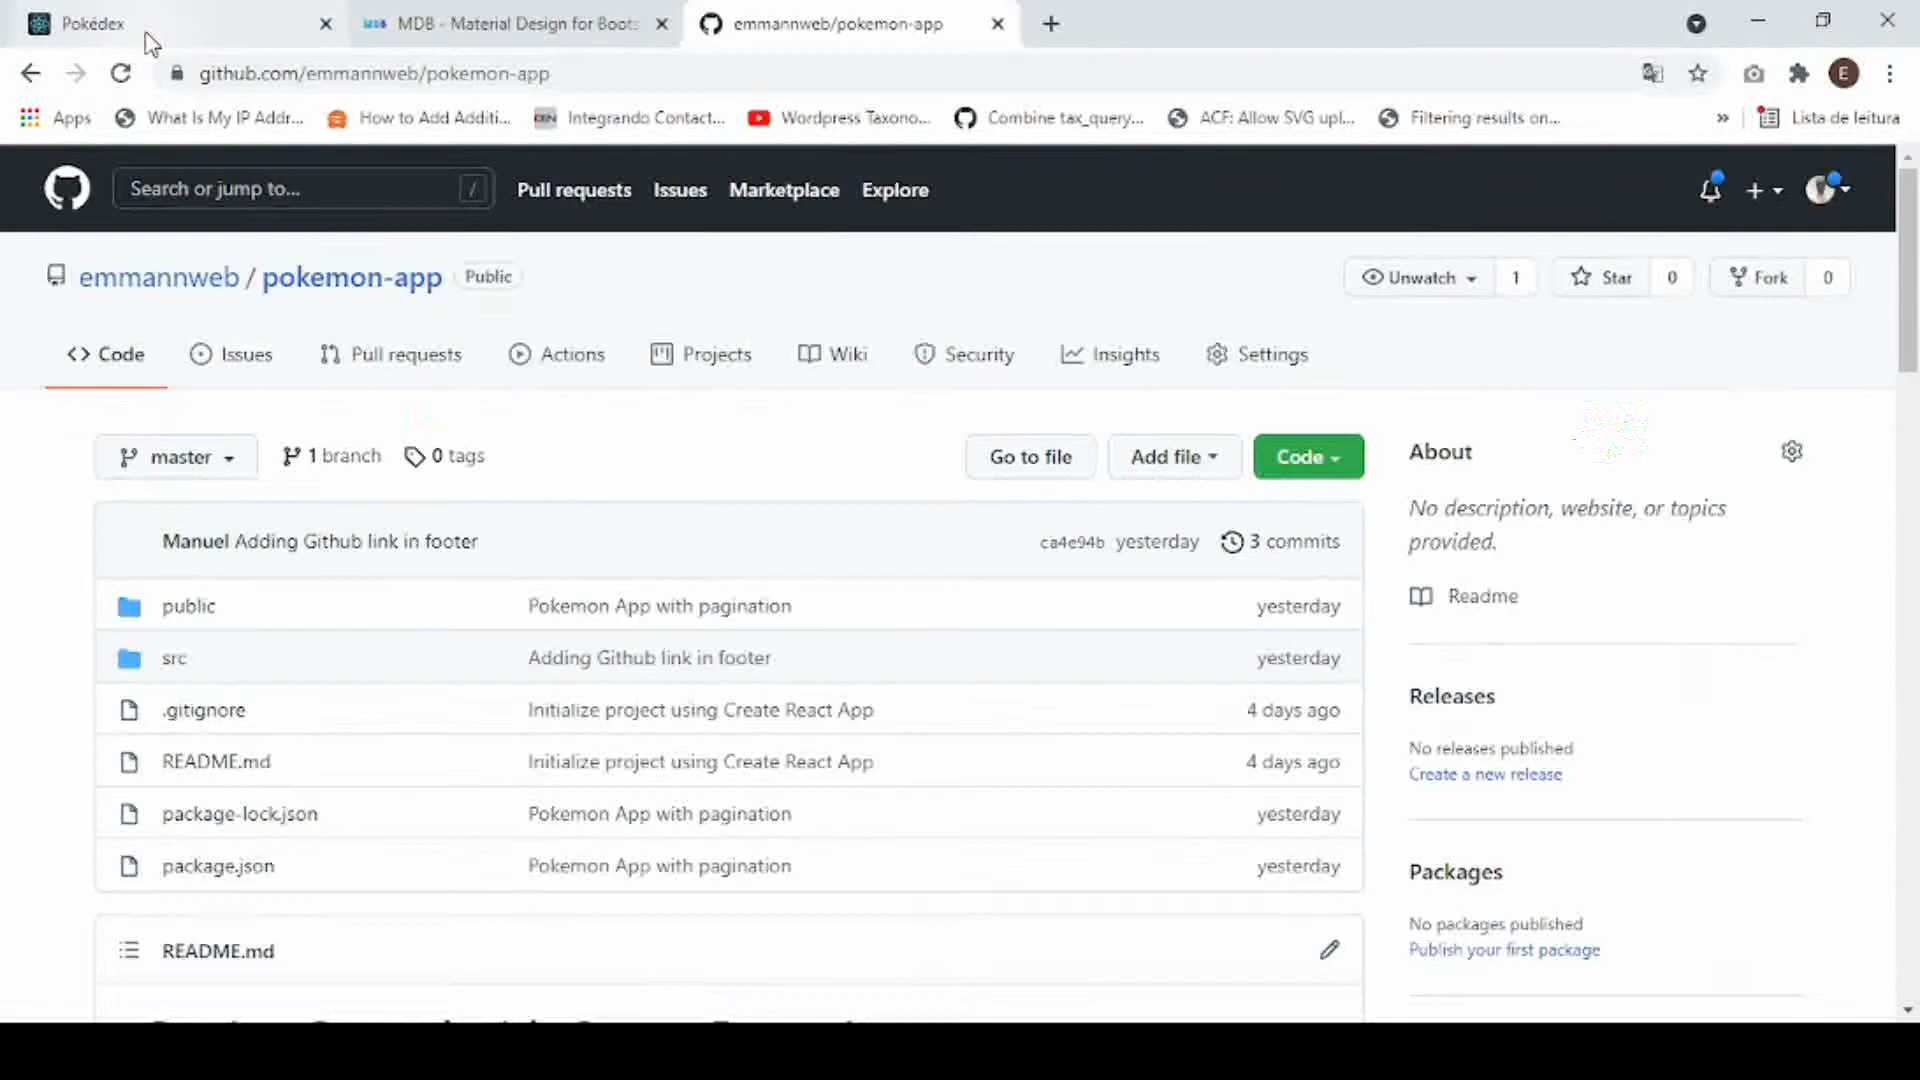 Pokédex
MDB - Material Design for Boots
emmannweb/pokemon-app
github.com/emmannweb/pokemon-app
E
Apps
What Is My IP Addr...
How to Add Additi...
Integrando Contact...
Wordpress Taxono...
Combine tax_query...
ACF: Allow SVG upl...
Filtering results on...
»
Lista de leitura
Search or jump to...
/
Pull requests
Issues
Marketplace
Explore
emmannweb / pokemon-app
Public
Unwatch
1
Star
0
Fork
0
Code
Issues
Pull requests
Actions
Projects
Wiki
Security
Insights
Settings
master
1 branch
0 tags
Go to file
Add file
Code
Manuel Adding Github link in footer
ca4e94b yesterday
3 commits
public
Pokemon App with pagination
yesterday
src
Adding Github link in footer
yesterday
.gitignore
Initialize project using Create React App
4 days ago
README.md
Initialize project using Create React App
4 days ago
package-lock.json
Pokemon App with pagination
yesterday
package.json
Pokemon App with pagination
yesterday
README.md
About
No description, website, or topics
provided.
Readme
Releases
No releases published
Create a new release
Packages
No packages published
Publish your first package